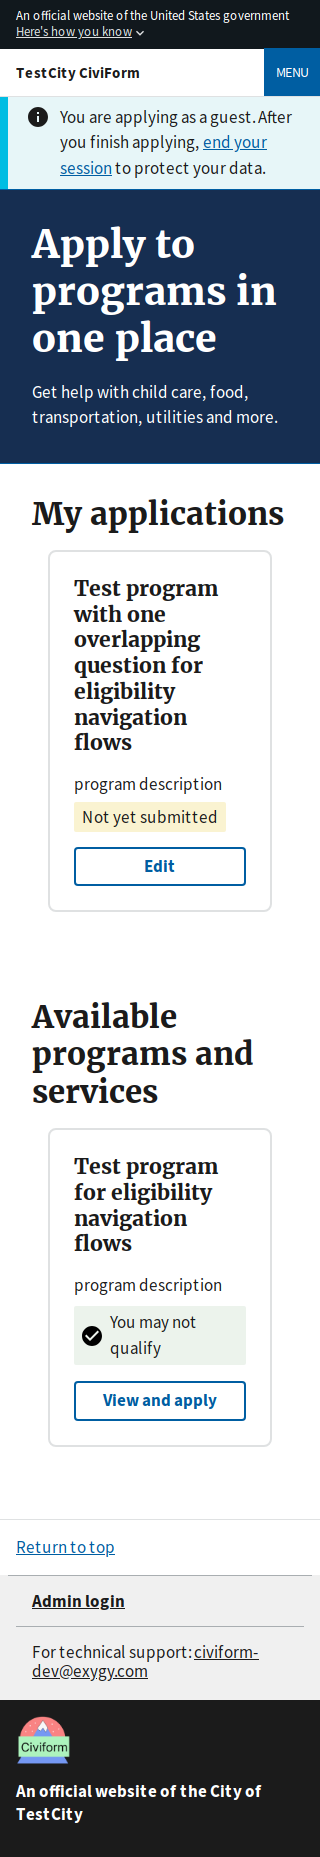 An official website of the United States government
Here's how you know
TestCity CiviForm
MENU
You are applying as a guest. After
you finish applying, end your
session to protect your data.
Apply to
programs in
one place
Get help with child care, food,
transportation, utilities and more.
My applications
Test program
with one
overlapping
question for
eligibility
navigation
flows
program description
Not yet submitted
Edit
Available
programs and
services
Test program
for eligibility
navigation
flows
program description
You may not
qualify
View and apply
Return to top
Admin login
For technical support: civiform-
dev@exygy.com
Civiform
An official website of the City of
TestCity